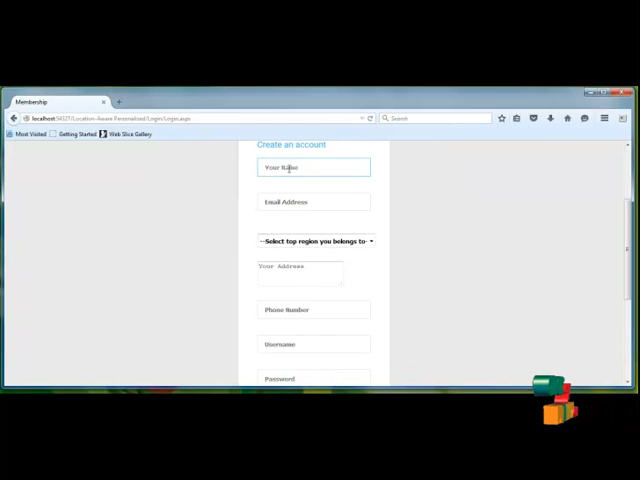 Membership
localhost:54327/Location-Aware Personalised/Login/Login.aspx
Search
Most Visited Getting Started Web Slice Gallery
Create an account
Your Name
Email Address
--Select top region you belongs to-
Your Address
Phone Number
Username
Password